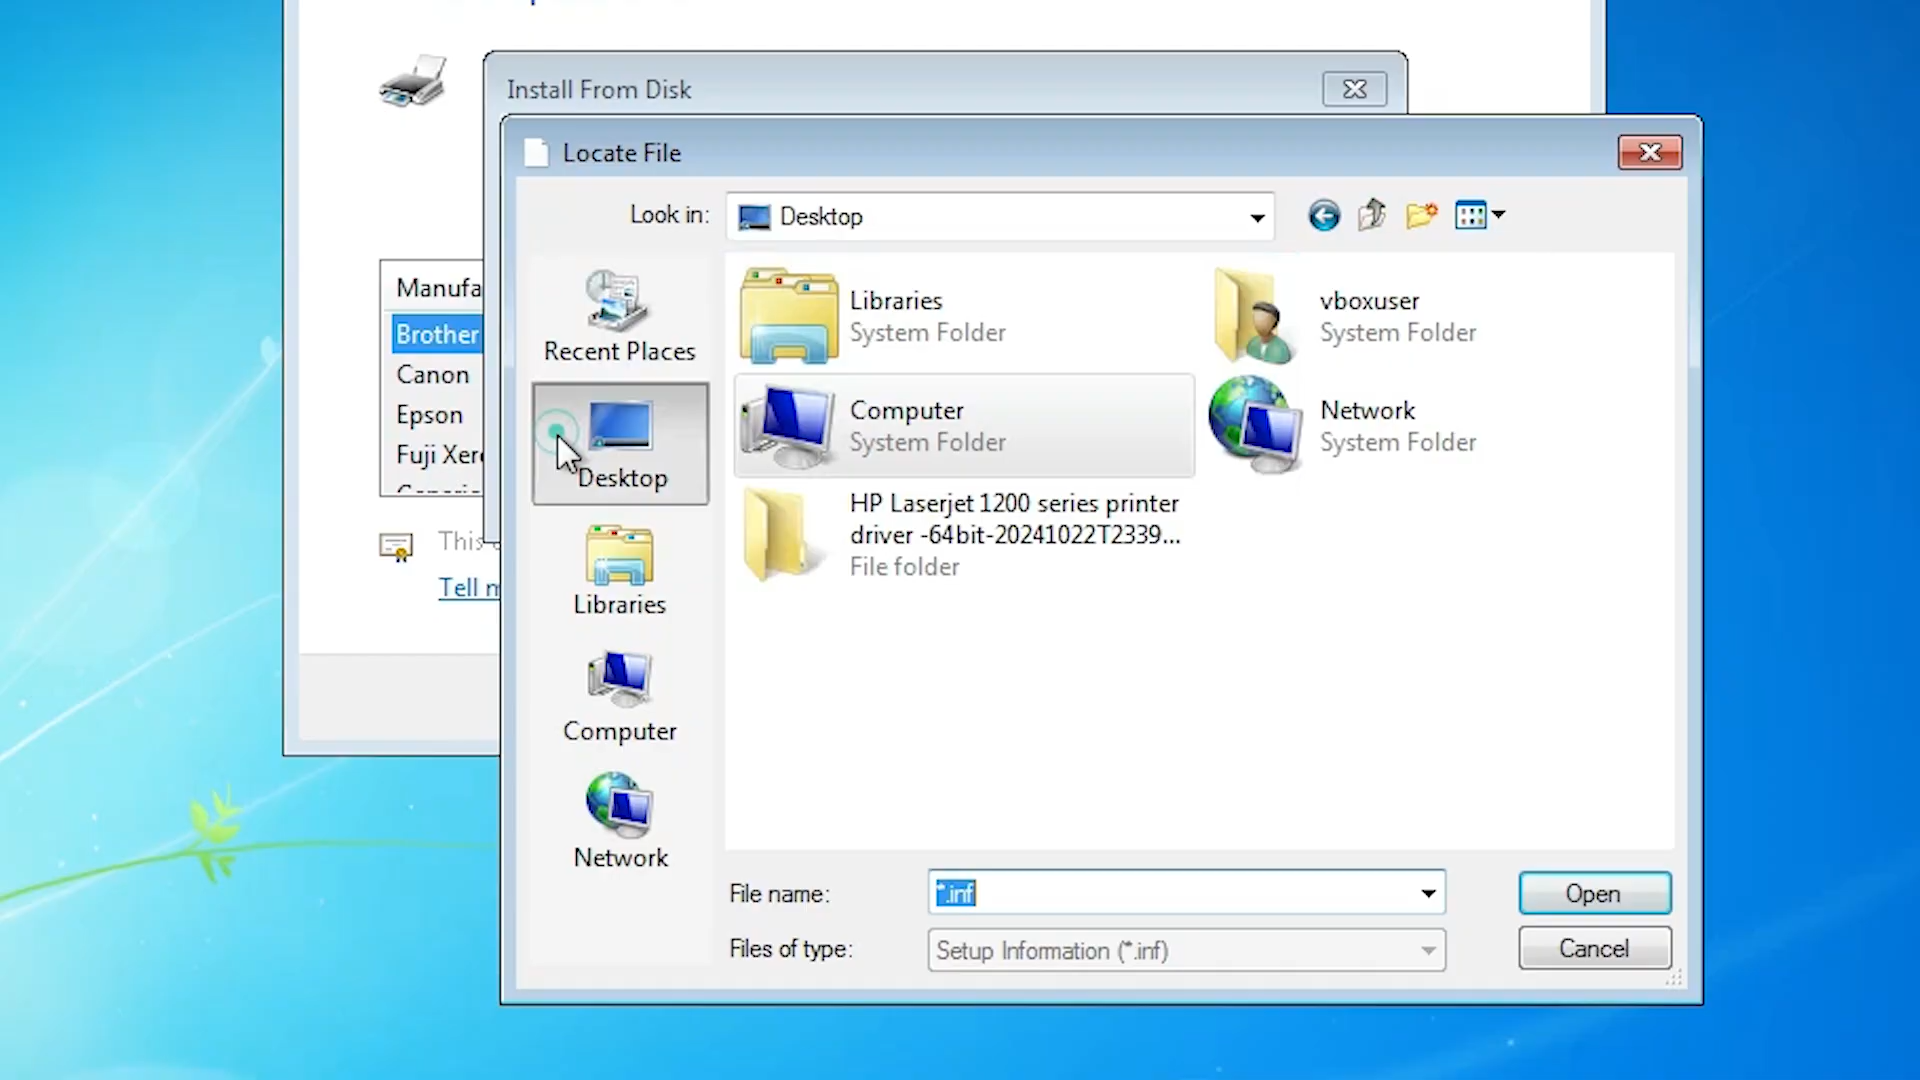 Install From Disk
Locate File
Look in:
Desktop
Manufa
Brother
Canon
Epson
Fuji Xer
This
Tell m
Recent Places
Desktop
Libraries
Computer
Network
Libraries
System Folder
vboxuser
System Folder
Computer
System Folder
Network
System Folder
HP Laserjet 1200 series printer
driver -64bit-20241022T2339...
File folder
File name:
*.inf
Open
Files of type:
Setup Information (*.inf)
Cancel